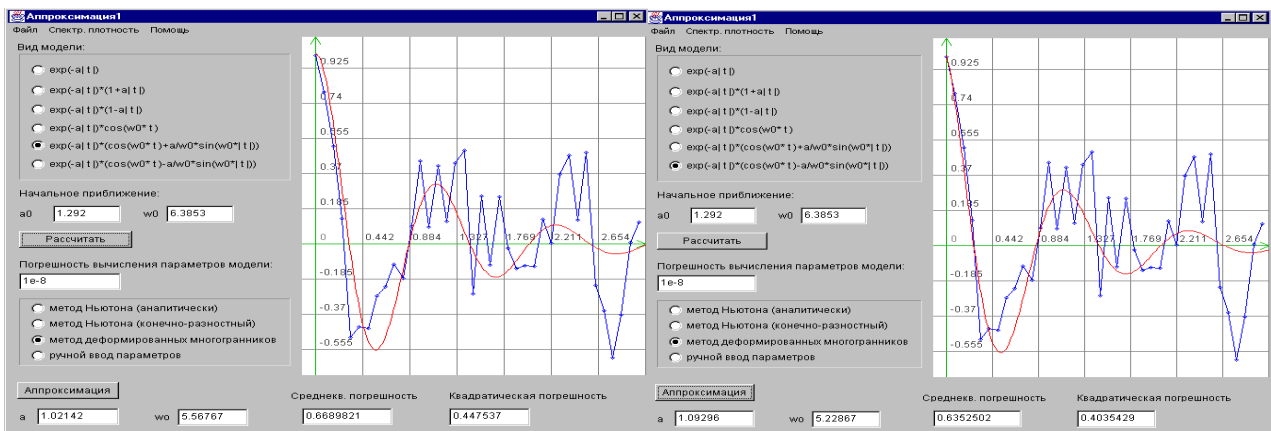 Аппроксимация1
Файл Спектр. плотность Помощь
Вид модели:
exp(-a| t |)
exp(-a| t |)*(1+a| t |)
exp(-a| t |)*(1-a| t |)
exp(-a| t |)*cos(w0* t )
exp(-a| t |)*(cos(w0* t )+a/w0*sin(w0*| t |))
exp(-a| t |)*(cos(w0* t )-a/w0*sin(w0*| t |))
Начальное приближение:
a0 1.292 w0 6.3853
Рассчитать
Погрешность вычисления параметров модели:
1e-8
метод Ньютона (аналитически)
метод Ньютона (конечно-разностный)
метод деформированных многогранников
ручной ввод параметров
Аппроксимация
a 1.02142 wo 5.56767
0.925
0.74
0.555
0.37
0.185
0 0.442 0.884 1.327 1.769 2.211 2.654
-0.185
-0.37
-0.555
Среднекв. погрешность Квадратическая погрешность
0.6689821 0.447537
Аппроксимация1
Файл Спектр. плотность Помощь
Вид модели:
exp(-a| t |)
exp(-a| t |)*(1+a| t |)
exp(-a| t |)*(1-a| t |)
exp(-a| t |)*cos(w0* t )
exp(-a| t |)*(cos(w0* t )+a/w0*sin(w0*| t |))
exp(-a| t |)*(cos(w0* t )-a/w0*sin(w0*| t |))
Начальное приближение:
a0 1.292 w0 6.3853
Рассчитать
Погрешность вычисления параметров модели:
1e-8
метод Ньютона (аналитически)
метод Ньютона (конечно-разностный)
метод деформированных многогранников
ручной ввод параметров
Аппроксимация
a 1.09296 wo 5.22867
0.925
0.74
0.555
0.37
0.185
0 0.442 0.884 1.327 1.769 2.211 2.654
-0.185
-0.37
-0.555
Среднекв. погрешность Квадратическая погрешность
0.6352502 0.4035429